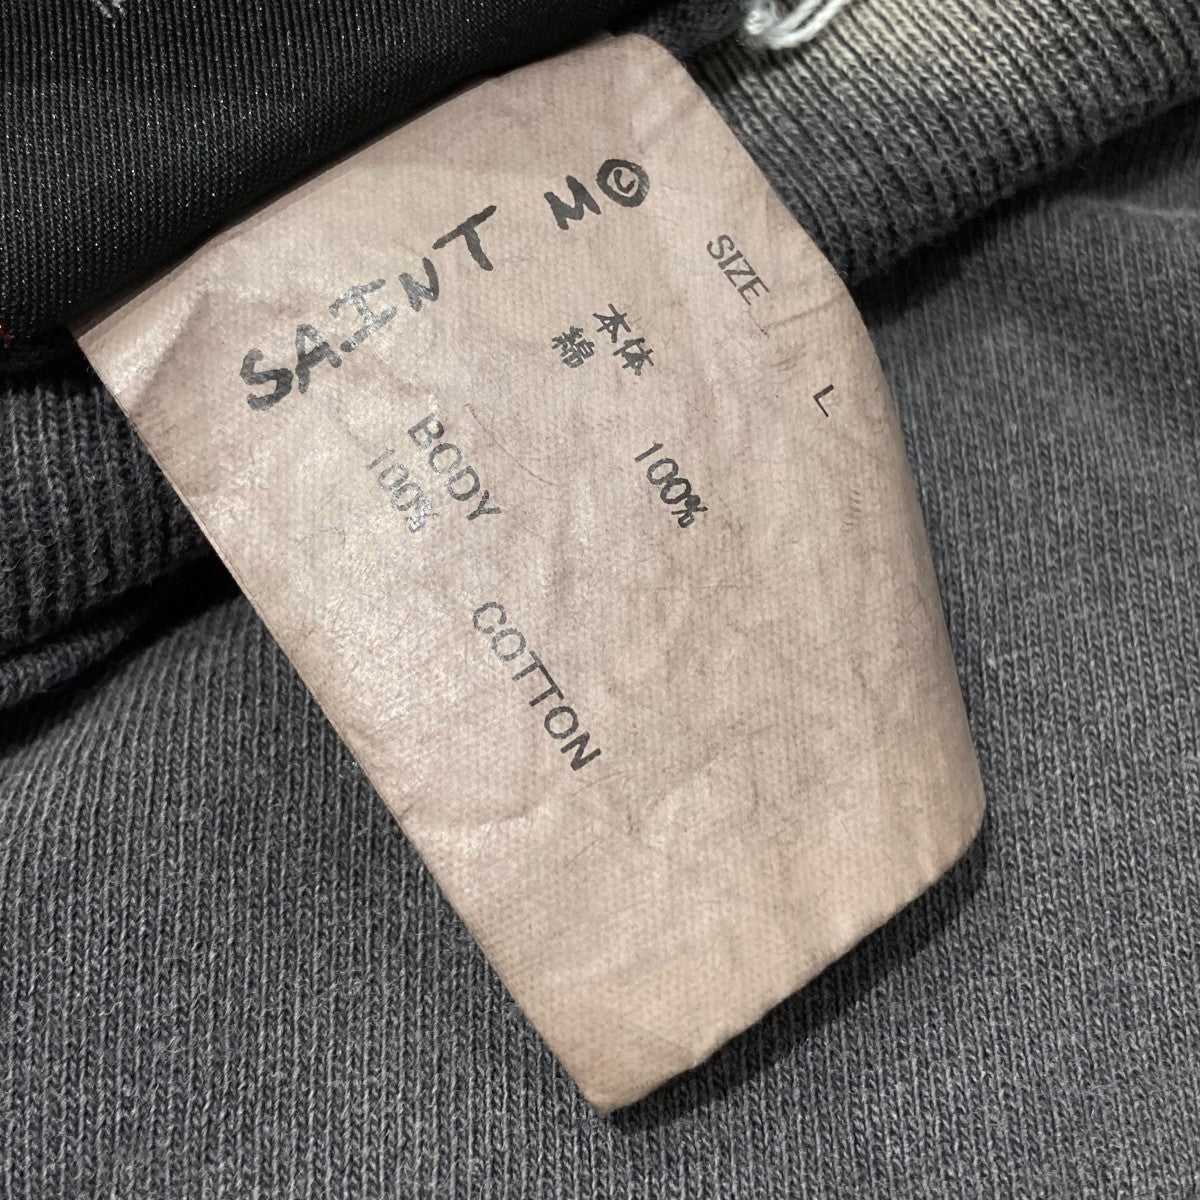 SAINT M©
SIZE L
本体
綿 100%
BODY
100% COTTON